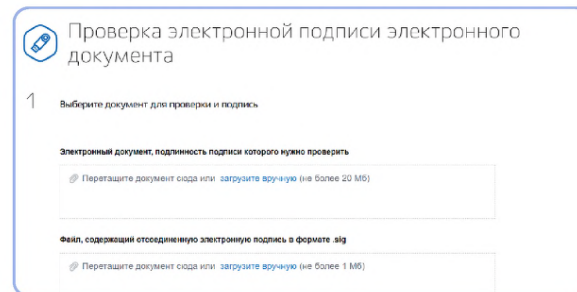 Проверка электронной подписи электронного
документа
1
Выберите документ для проверки и подпись
Электронный документ, подлинность подписи которого нужно проверить
Перетащите документ сюда или загрузите вручную (не более 20 Мб)
Файл, содержащий отсоединенную электронную подпись в формате .sig
Перетащите документ сюда или загрузите вручную (не более 1 Мб)